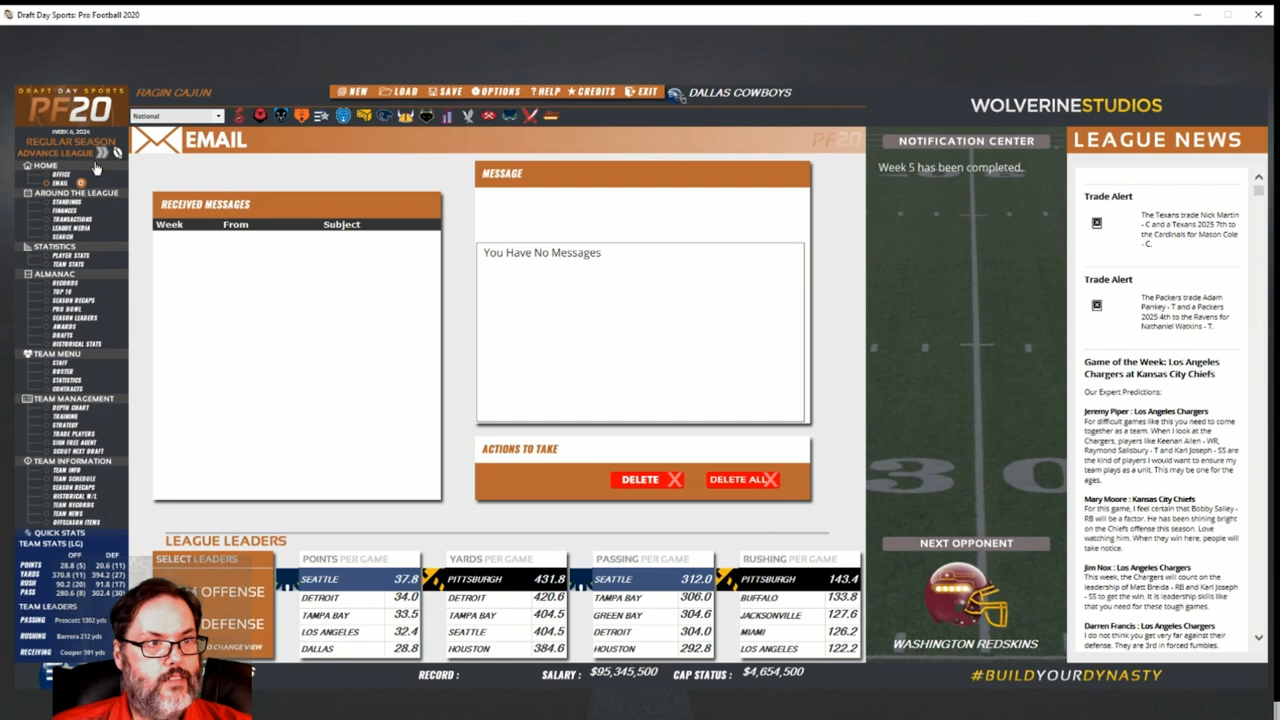 Draft Day Sports: Pro Football 2020
DRAFT DAY SPORTS
PF20
WEEK 6, 2024
REGULAR SEASON
ADVANCE LEAGUE
RAGIN CAJUN
NEW
LOAD
SAVE
OPTIONS
HELP
CREDITS
EXIT
DALLAS COWBOYS
National
HOME
OFFICE
EMAIL 0
AROUND THE LEAGUE
STANDINGS
FINANCES
TRANSACTIONS
LEAGUE MEDIA
SEARCH
STATISTICS
PLAYER STATS
TEAM STATS
ALMANAC
RECORDS
TOP 10
SEASON RECAPS
PRO BOWL
SEASON LEADERS
AWARDS
DRAFTS
HISTORICAL STATS
TEAM MENU
STAFF
ROSTER
STATISTICS
CONTRACTS
TEAM MANAGEMENT
DEPTH CHART
TRAINING
STRATEGY
TRADE PLAYERS
SIGN FREE AGENT
SCOUT NEXT DRAFT
TEAM INFORMATION
TEAM INFO
TEAM SCHEDULE
SEASON RECAPS
HISTORICAL W/L
TEAM RECORDS
TEAM NEWS
OFFSEASON ITEMS
QUICK STATS
TEAM STATS (LG)
OFF DEF
POINTS 28.8 (5) 20.6 (11)
YARDS 370.8 (11) 394.2 (27)
RUSH 90.2 (20) 91.8 (17)
PASS 280.6 (8) 302.4 (30)
TEAM LEADERS
PASSING Prescott 1302 yds
RUSHING Barrera 212 yds
RECEIVING Cooper 391 yds
EMAIL
PF20
RECEIVED MESSAGES
Week From Subject
MESSAGE
You Have No Messages
ACTIONS TO TAKE
DELETE X
DELETE ALL X
LEAGUE LEADERS
SELECT LEADERS
OFFENSE
DEFENSE
CHANGE VIEW
POINTS PER GAME
SEATTLE 37.8
DETROIT 34.0
TAMPA BAY 33.5
LOS ANGELES 32.4
DALLAS 28.8
YARDS PER GAME
PITTSBURGH 431.8
DETROIT 420.6
TAMPA BAY 404.5
SEATTLE 404.5
HOUSTON 384.6
PASSING PER GAME
SEATTLE 312.0
TAMPA BAY 306.0
GREEN BAY 304.6
DETROIT 304.0
HOUSTON 292.8
RUSHING PER GAME
PITTSBURGH 143.4
BUFFALO 133.8
JACKSONVILLE 127.6
MIAMI 126.2
LOS ANGELES 122.2
RECORD :
SALARY : $95,345,500
CAP STATUS : $4,654,500
WOLVERINE STUDIOS
NOTIFICATION CENTER
Week 5 has been completed.
3 0
NEXT OPPONENT
WASHINGTON REDSKINS
LEAGUE NEWS
Trade Alert
The Texans trade Nick Martin
- C and a Texans 2025 7th to
the Cardinals for Mason Cole
- C.
Trade Alert
The Packers trade Adam
Pankey - T and a Packers
2025 4th to the Ravens for
Nathaniel Watkins - T.
Game of the Week: Los Angeles
Chargers at Kansas City Chiefs
Our Expert Predictions:
Jeremy Piper : Los Angeles Chargers
For difficult games like this you need to come
together as a team. When I look at the
Chargers, players like Keenan Allen - WR,
Raymond Salisbury - T and Karl Joseph - SS are
the kind of players I would want to ensure my
team plays as a unit. This may be one for the
ages.
Mary Moore : Kansas City Chiefs
For this game, I feel certain that Bobby Salley -
RB will be a factor. He has been shining bright
on the Chiefs offense this season. Love
watching him. When they win here, people will
take notice.
Jim Nox : Los Angeles Chargers
This week, the Chargers will count on the
leadership of Matt Breida - RB and Karl Joseph
- SS to get the win. It is leadership skills like
that you need for these tough games.
Darren Francis : Los Angeles Chargers
I do not think you get very far against their
defense. They are 3rd in forced fumbles.
#BUILDYOURDYNASTY